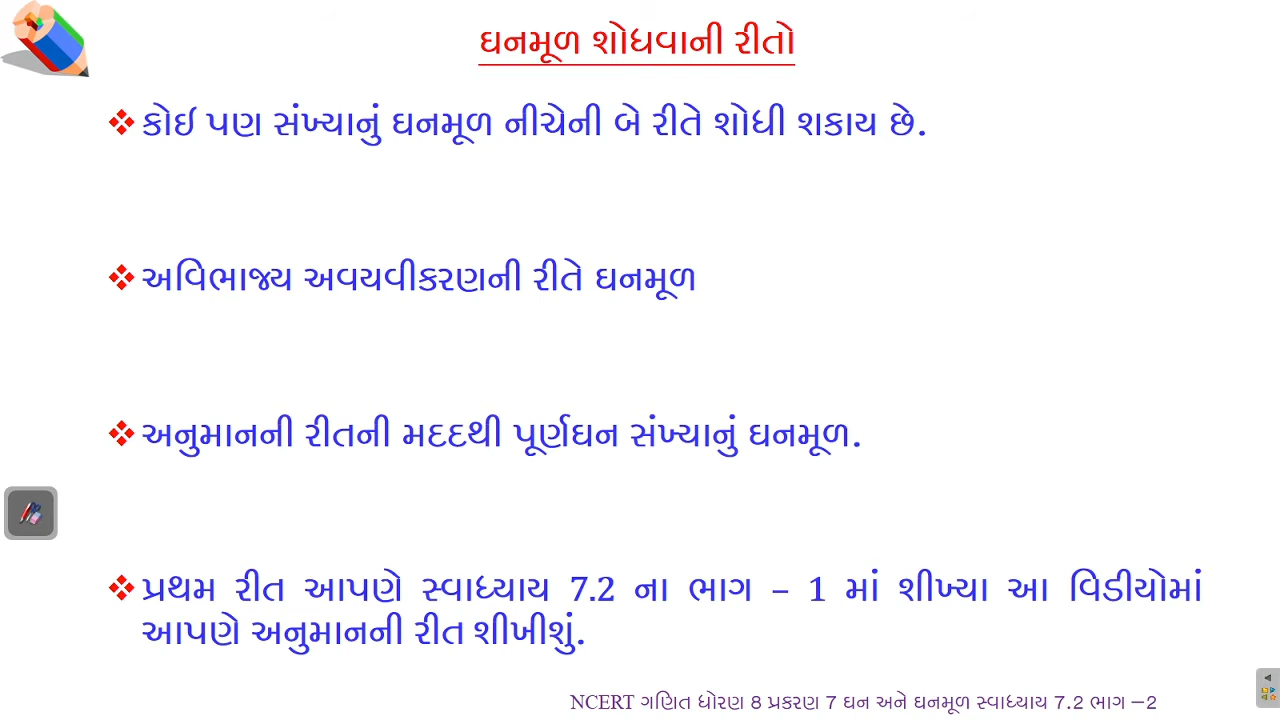 ઘનમૂળ શોધવાની રીતો
❖ કોઈ પણ સંખ્યાનું ઘનમૂળ નીચેની બે રીતે શોધી શકાય છે.
❖ અવિભાજ્ય અવયવીકરણની રીતે ઘનમૂળ
❖ અનુમાનની રીતની મદદથી પૂર્ણઘન સંખ્યાનું ઘનમૂળ.
❖ પ્રથમ રીત આપણે સ્વાધ્યાય 7.2 ના ભાગ – 1 માં શીખ્યા આ વિડીયોમાં
આપણે અનુમાનની રીત શીખીશું.
NCERT ગણિત ધોરણ 8 પ્રકરણ 7 ઘન અને ઘનમૂળ સ્વાધ્યાય 7.2 ભાગ –2